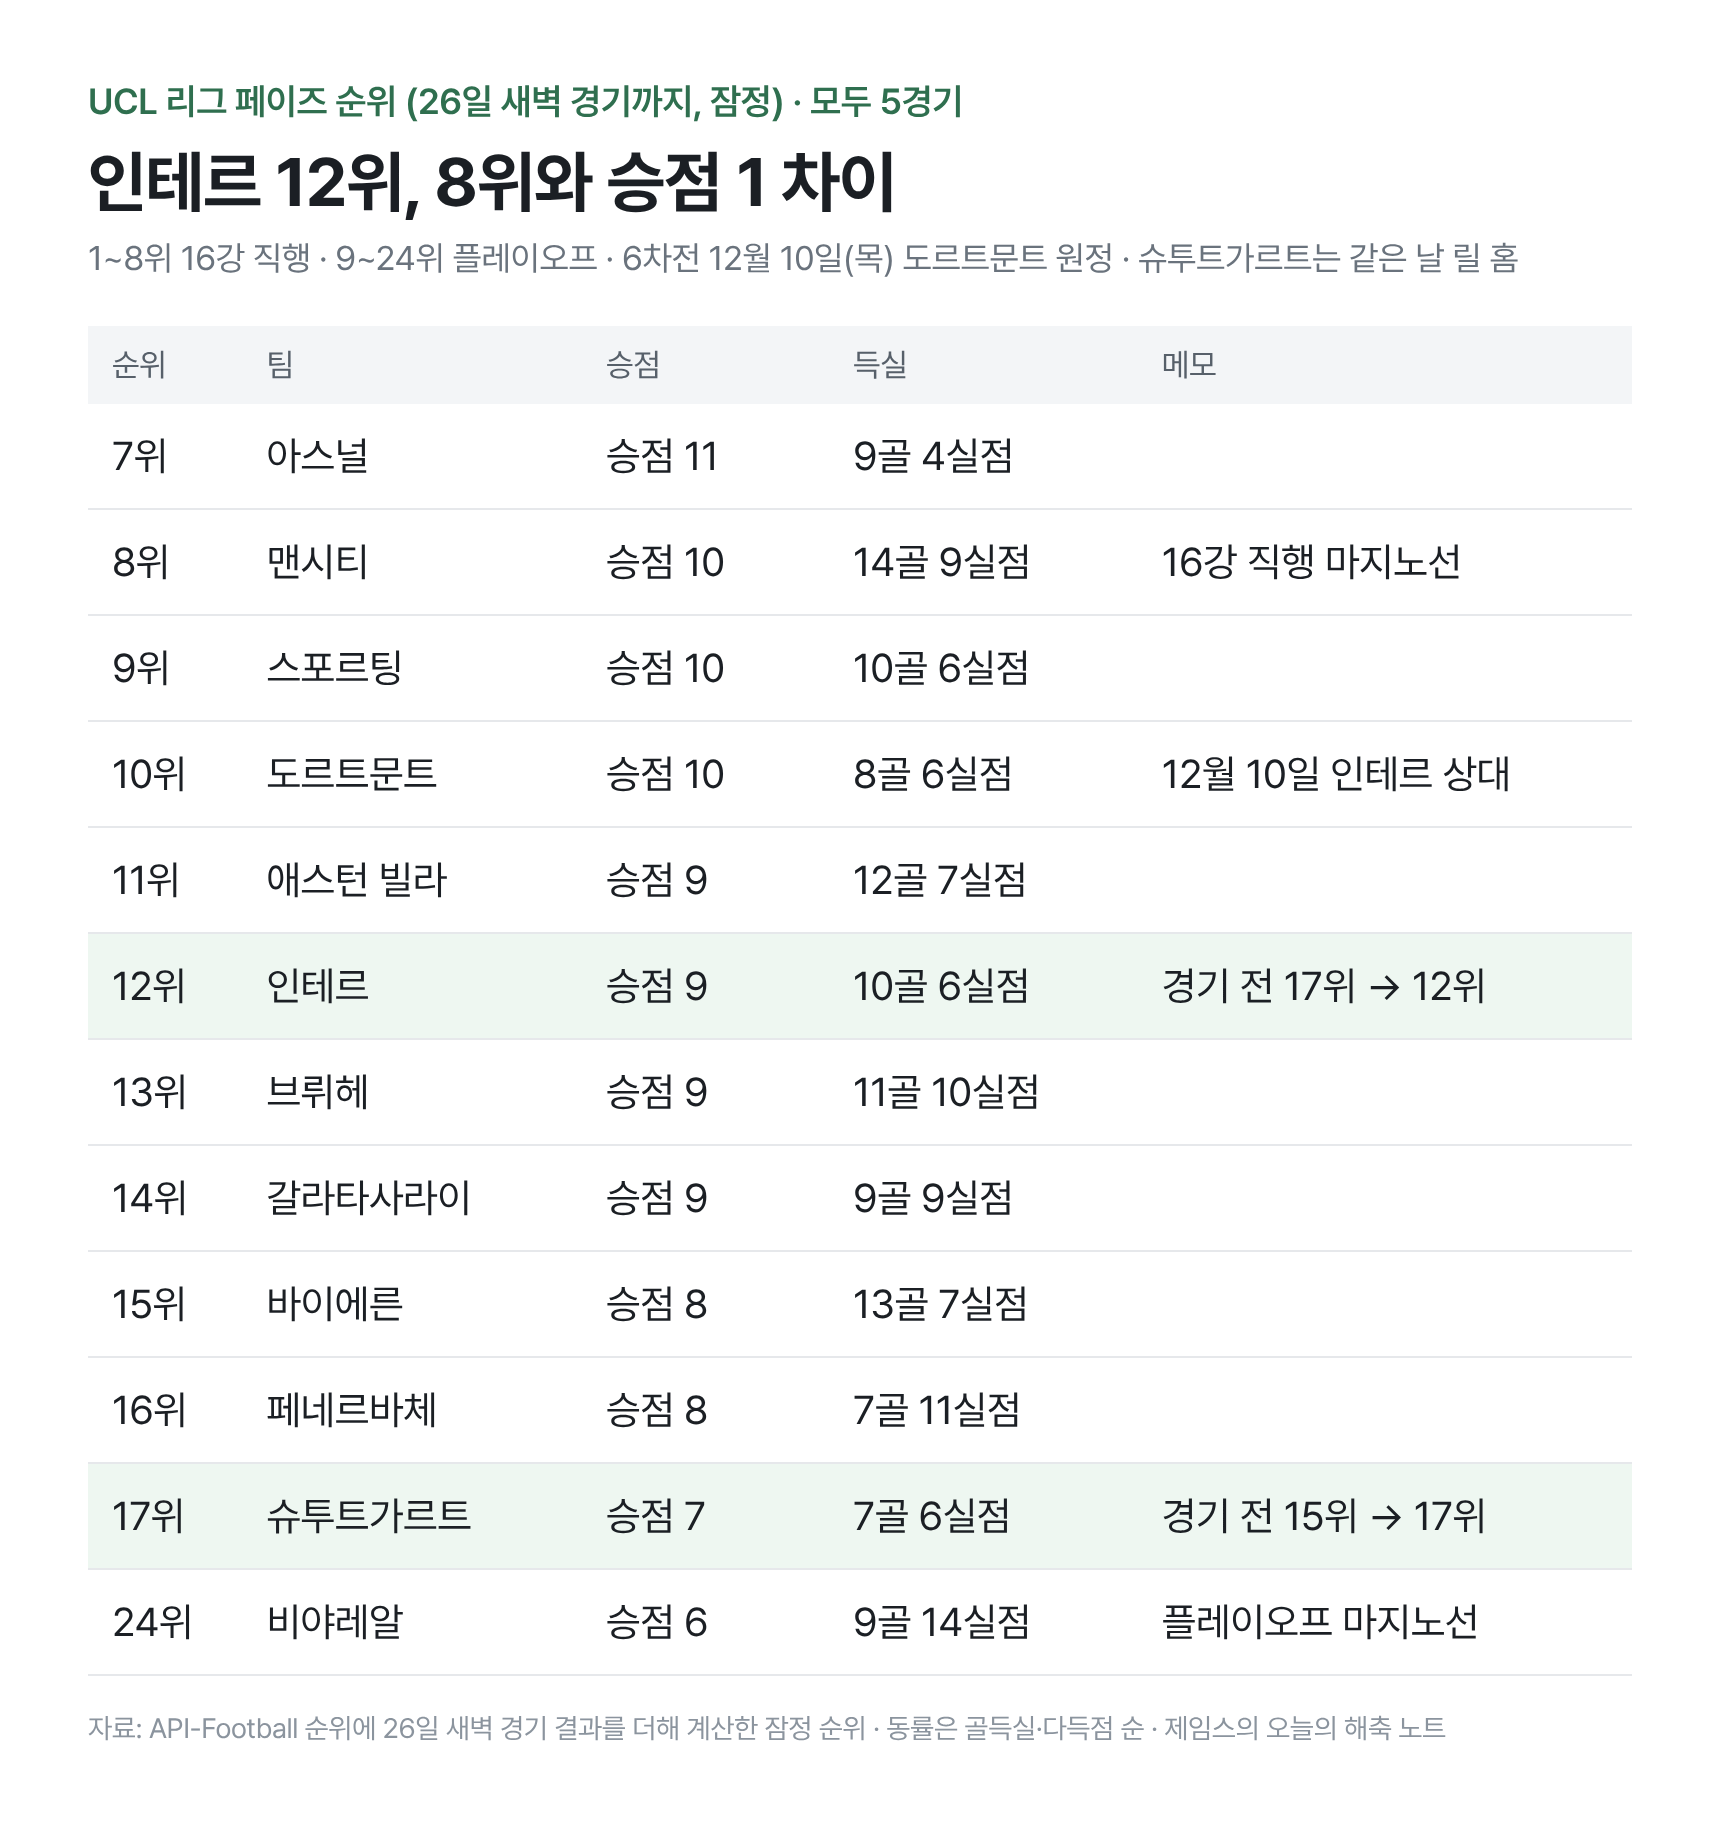 UCL 리그 페이즈 순위 (26일 새벽 경기까지, 잠정) · 모두 5경기
인테르 12위, 8위와 승점 1 차이
1~8위 16강 직행 · 9~24위 플레이오프 · 6차전 12월 10일(목) 도르트문트 원정 · 슈투트가르트는 같은 날 릴 홈
순위 팀 승점 득실 메모
7위 아스널 승점 11 9골 4실점
8위 맨시티 승점 10 14골 9실점 16강 직행 마지노선
9위 스포르팅 승점 10 10골 6실점
10위 도르트문트 승점 10 8골 6실점 12월 10일 인테르 상대
11위 애스턴 빌라 승점 9 12골 7실점
12위 인테르 승점 9 10골 6실점 경기 전 17위 → 12위
13위 브뤼헤 승점 9 11골 10실점
14위 갈라타사라이 승점 9 9골 9실점
15위 바이에른 승점 8 13골 7실점
16위 페네르바체 승점 8 7골 11실점
17위 슈투트가르트 승점 7 7골 6실점 경기 전 15위 → 17위
24위 비야레알 승점 6 9골 14실점 플레이오프 마지노선
자료: API-Football 순위에 26일 새벽 경기 결과를 더해 계산한 잠정 순위 · 동률은 골득실·다득점 순 · 제임스의 오늘의 해축 노트